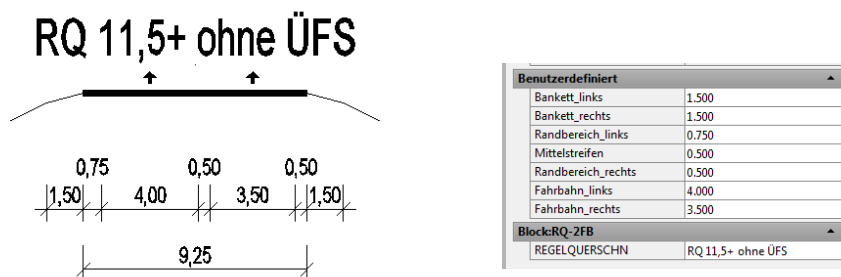 RQ 11,5+ ohne ÜFS
0,75 0,50 0,50
1,50 4,00 3,50 1,50
9,25
Benutzerdefiniert
Bankett_links 1.500
Bankett_rechts 1.500
Randbereich_links 0.750
Mittelstreifen 0.500
Randbereich_rechts 0.500
Fahrbahn_links 4.000
Fahrbahn_rechts 3.500
Block:RQ-2FB
REGELQUERSCHN RQ 11,5+ ohne ÜFS